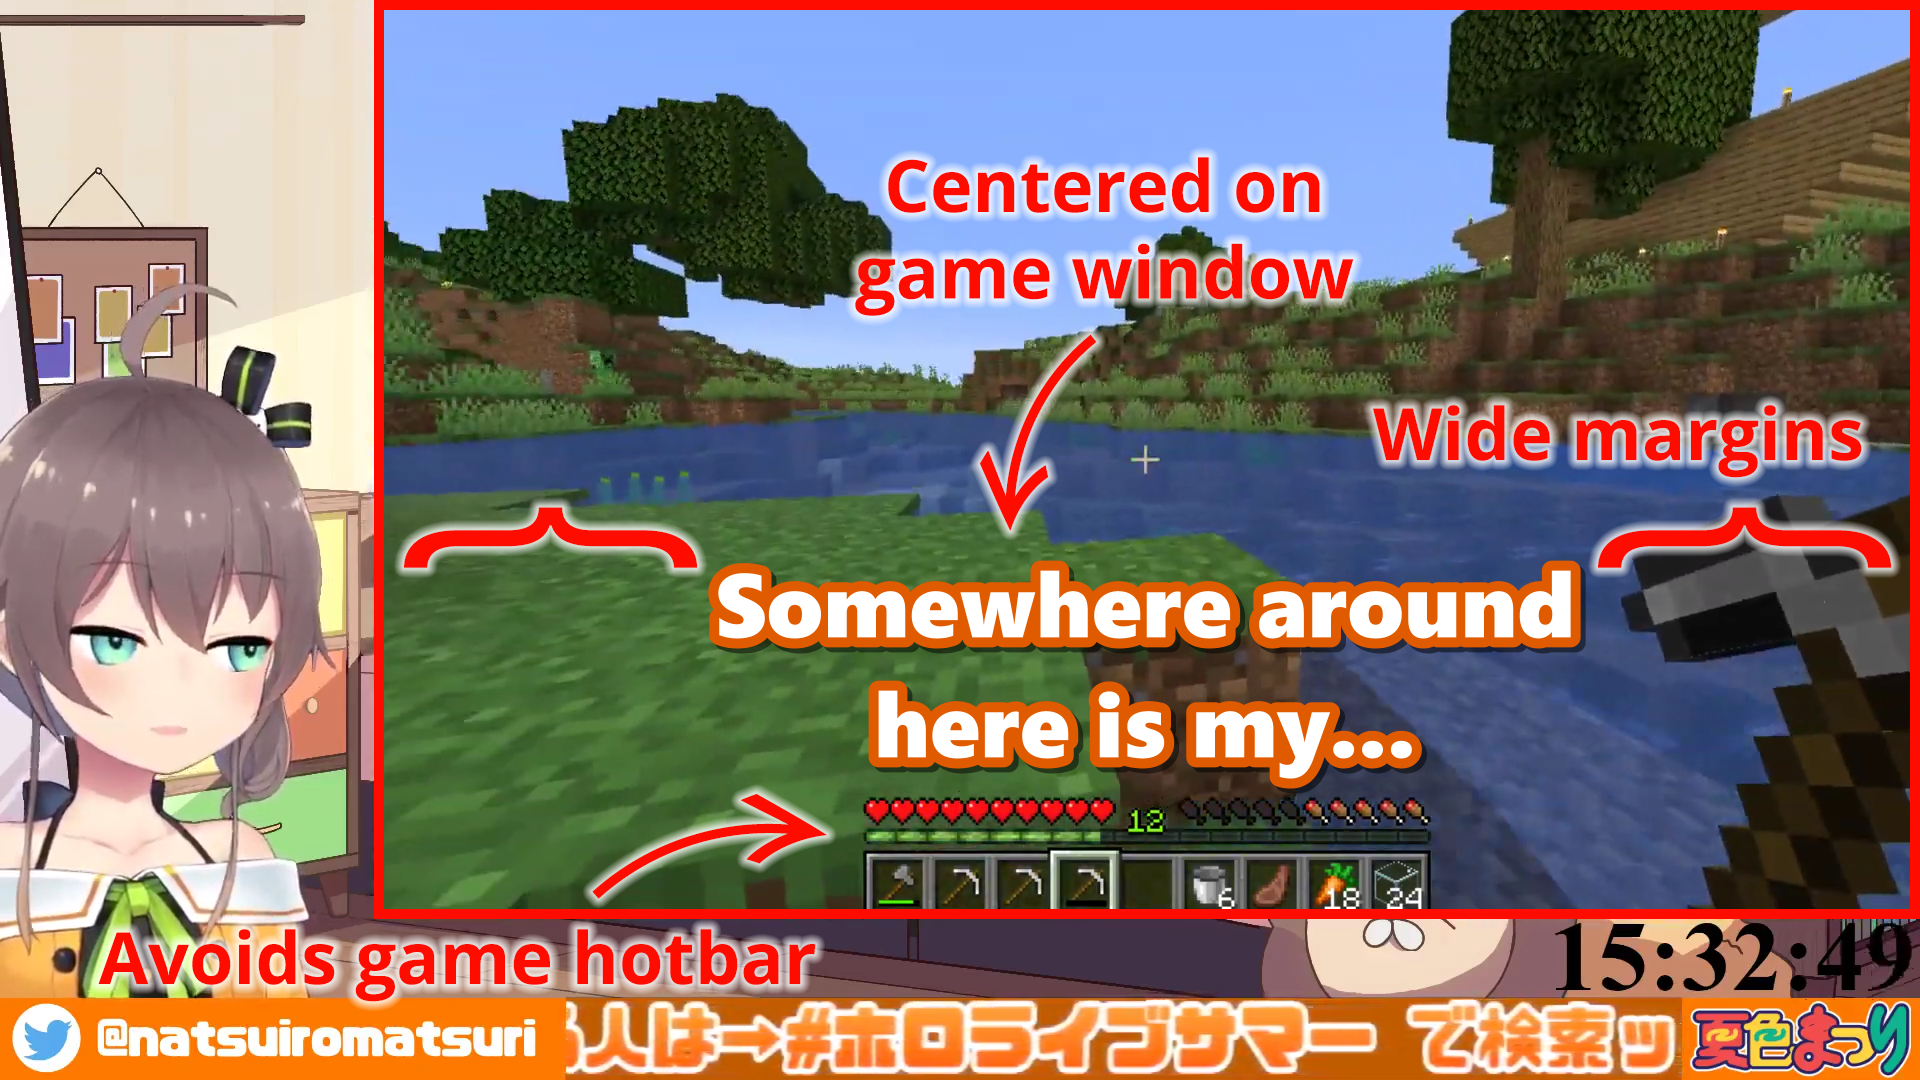 Centered on
game window
Wide margins
Somewhere around
here is my...
12
6
18
24
Avoids game hotbar
15:32:49
@natsuiromatsuri
る人は→#ホロライブサマー で検索ッ
夏色まつり